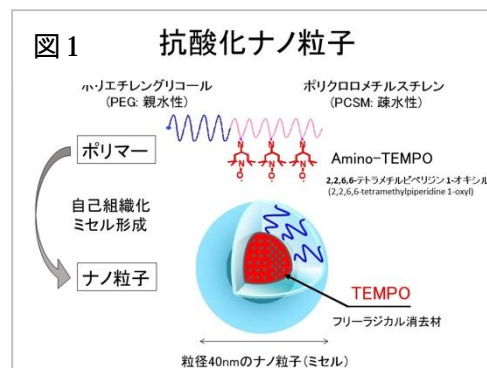 図1
抗酸化ナノ粒子
ポリエチレングリコール
(PEG: 親水性)
ポリクロロメチルスチレン
(PCSM: 疎水性)
ポリマー
Amino-TEMPO
2,2,6,6-テトラメチルピペリジン 1-オキシル
(2,2,6,6-tetramethylpiperidine 1-oxyl)
自己組織化
ミセル形成
ナノ粒子
TEMPO
フリーラジカル消去材
粒径40nmのナノ粒子(ミセル)